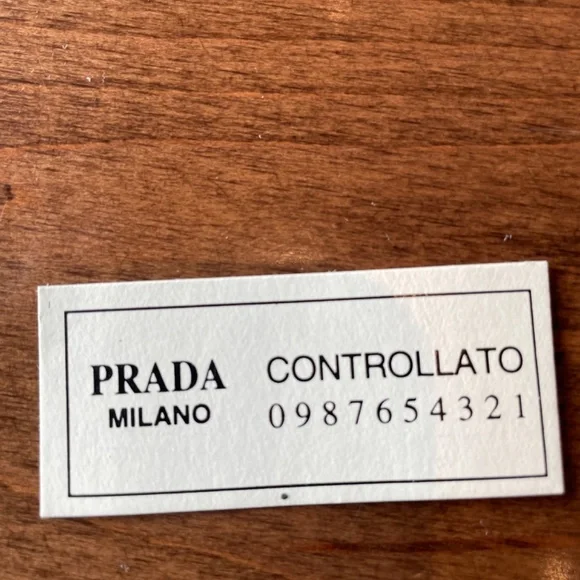 PRADA
MILANO
CONTROLLATO
0987654321